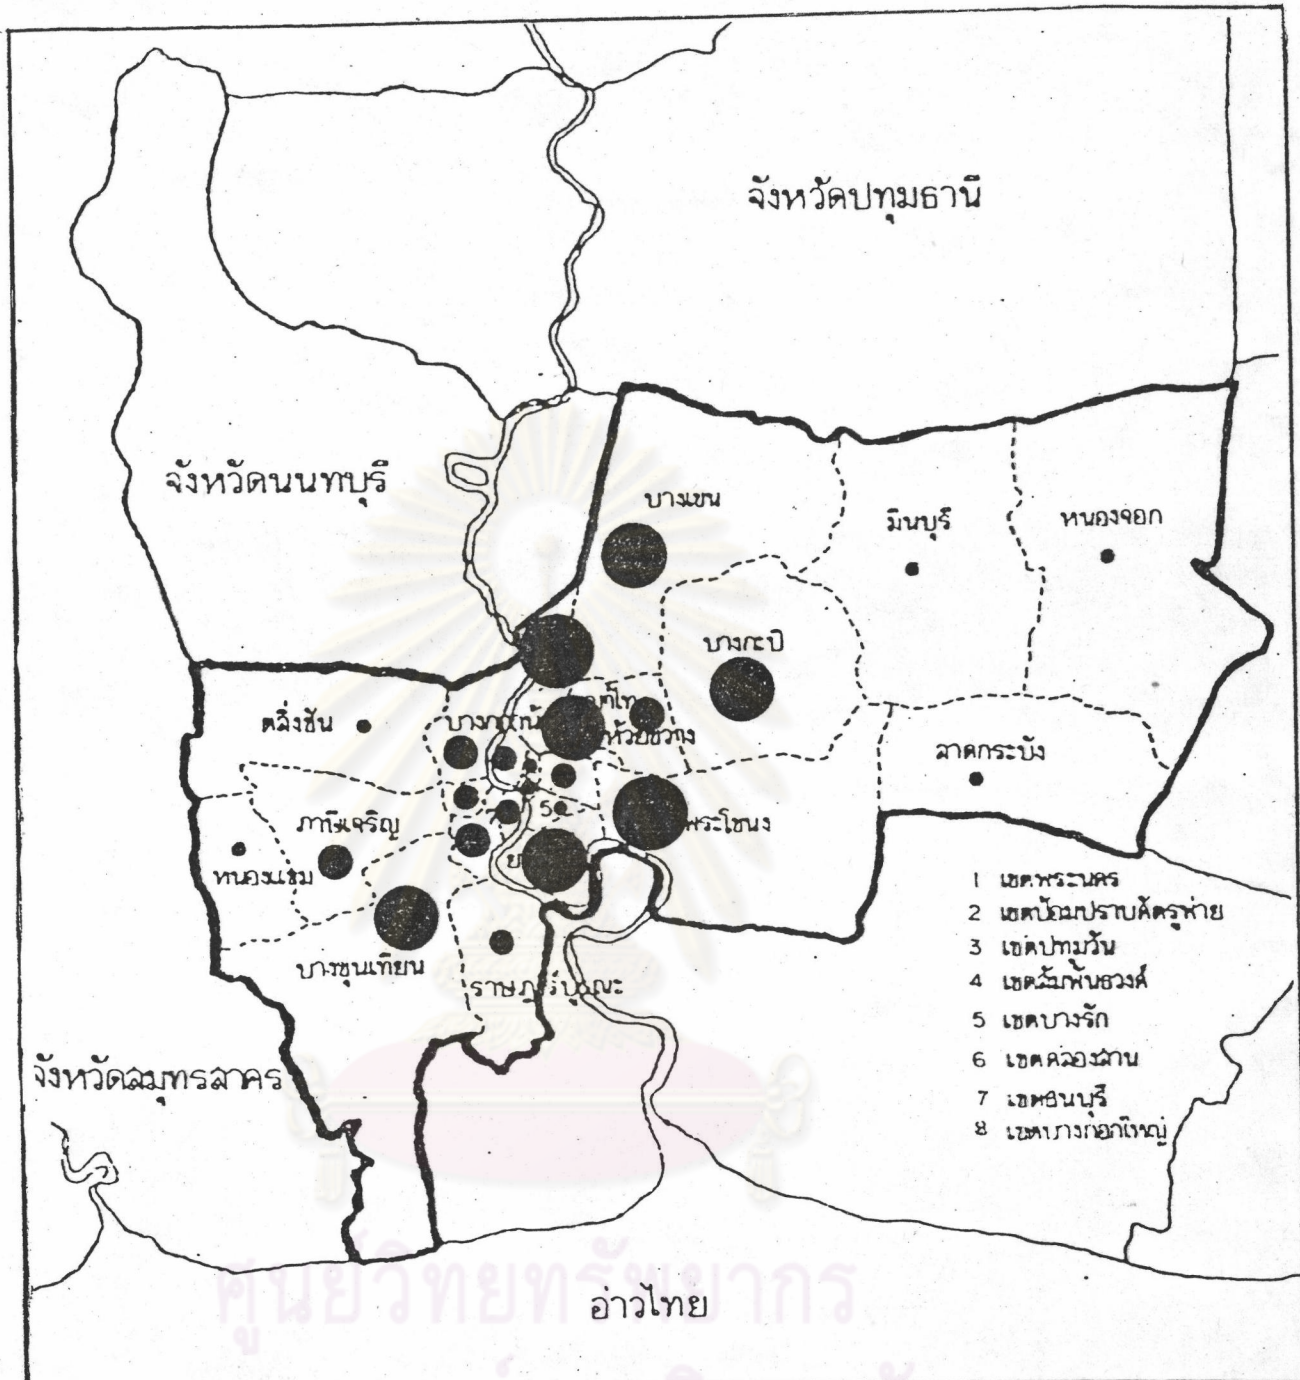 จังหวัดปทุมธานี
จังหวัดนนทบุรี
บางเขน
มีนบุรี
หนองจอก
บางกะปิ
ตลิ่งชัน
ห้วยขวาง
ลาดกระบัง
ภาษีเจริญ
5
พระโขนง
หนองแขม
บางขุนเทียน
ราษฎร์บูรณะ
1 เขตพระนคร
2 เขตป้อมปราบศัตรูพ่าย
3 เขตปทุมวัน
4 เขตสัมพันธวงศ์
5 เขตบางรัก
6 เขตคลองสาน
7 เขตธนบุรี
8 เขตบางกอกใหญ่
จังหวัดสมุทรสาคร
ศูนย์วิทยทรัพยากร
อ่าวไทย